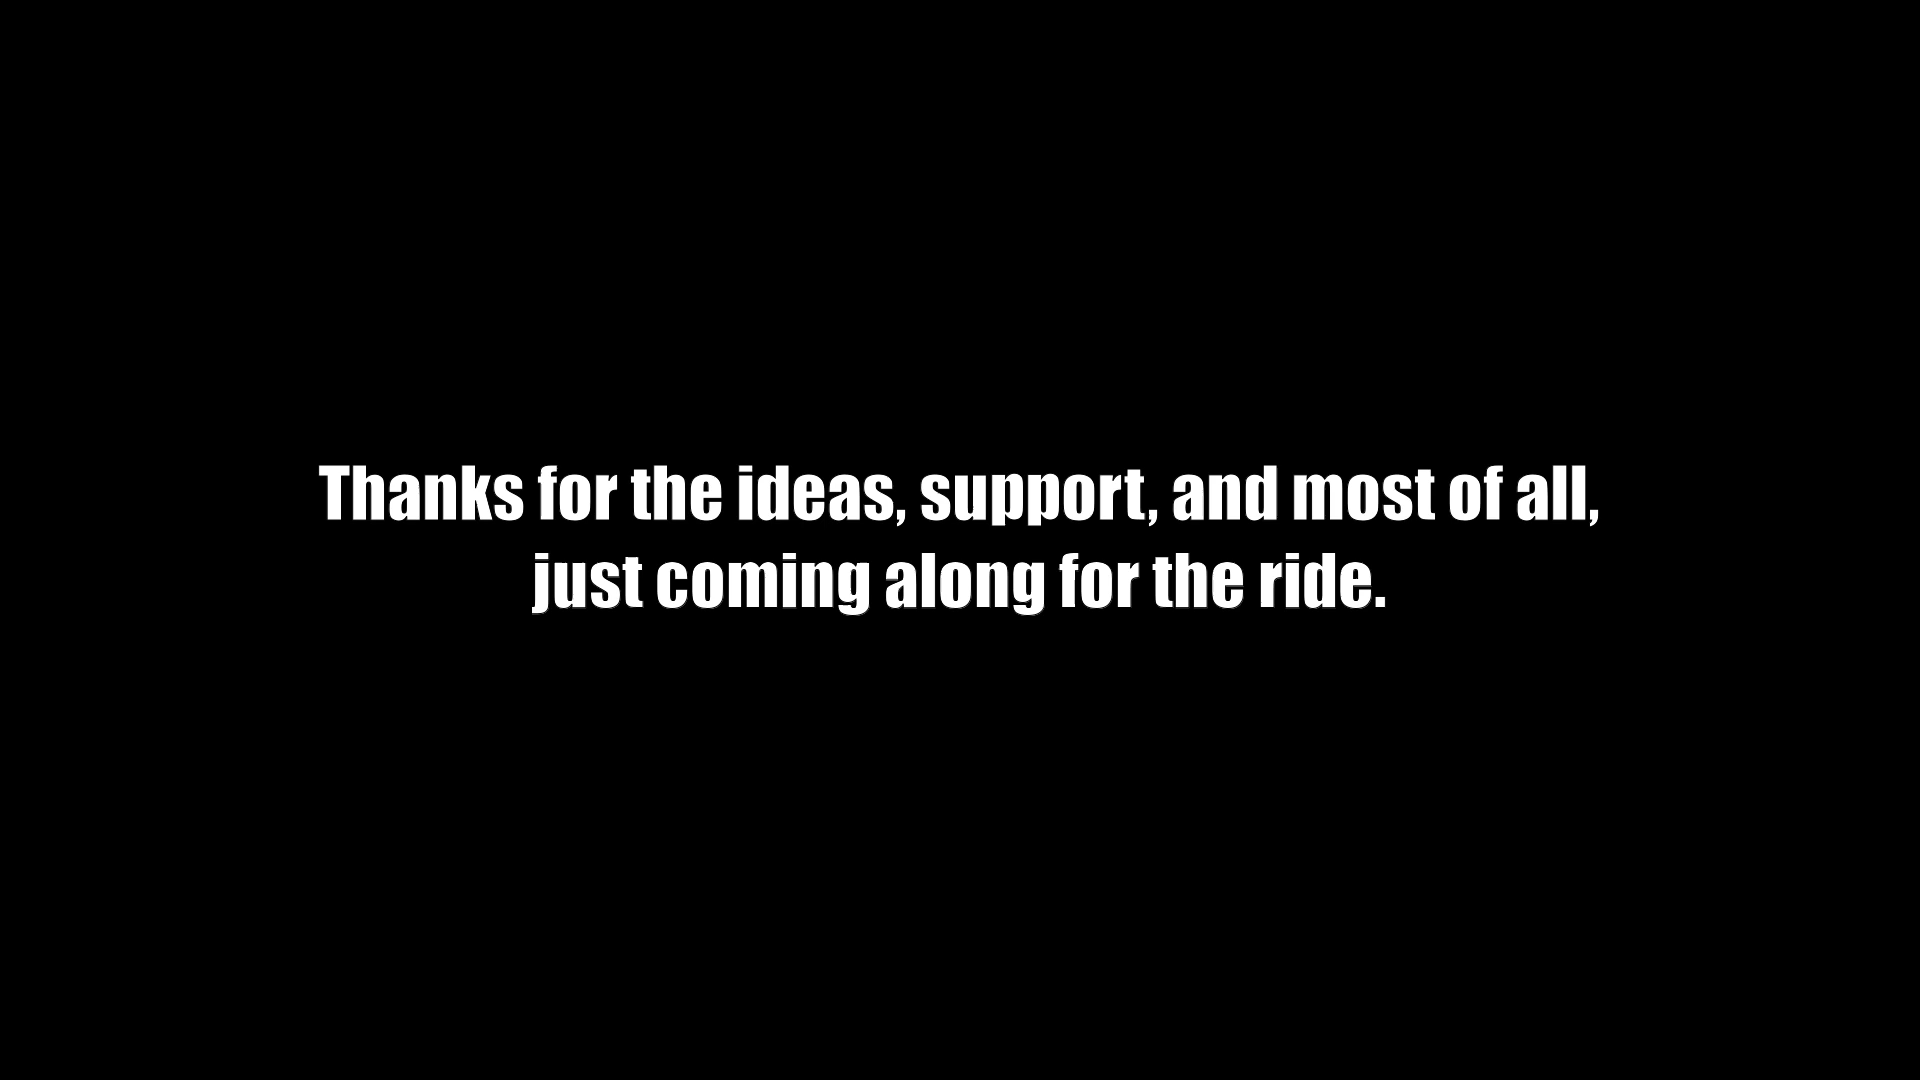 Thanks for the ideas, support, and most of all,
just coming along for the ride.